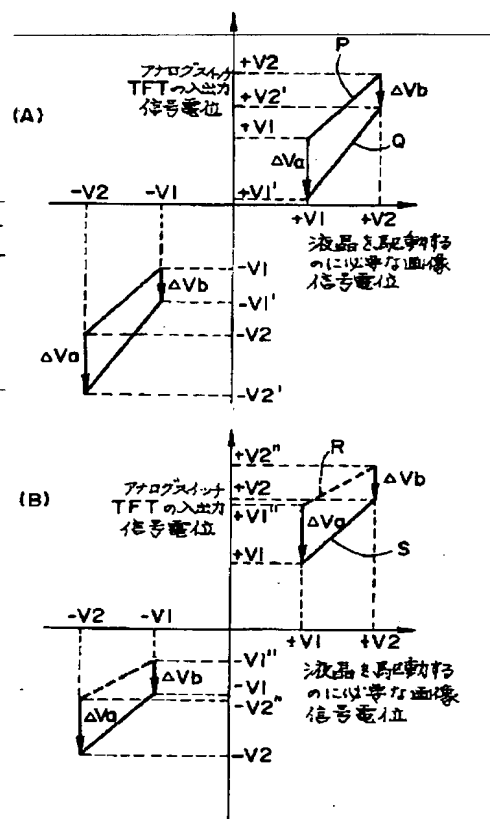 (A)
アナログスイッチ
TFTの入出力
信号電位
+V2
+V2'
+V1
+V1'
P
ΔVb
ΔVa
Q
-V2
-V1
+V1
+V2
液晶を駆動する
のに必要な画像
信号電位
-V1
ΔVb
-V1'
ΔVa
-V2
-V2'
(B)
アナログスイッチ
TFTの入出力
信号電位
+V2"
+V2
+V1"
+V1
R
ΔVb
ΔVa
S
-V2
-V1
+V1
+V2
液晶を駆動する
のに必要な画像
信号電位
-V1"
ΔVb
-V1
ΔVa
-V2"
-V2